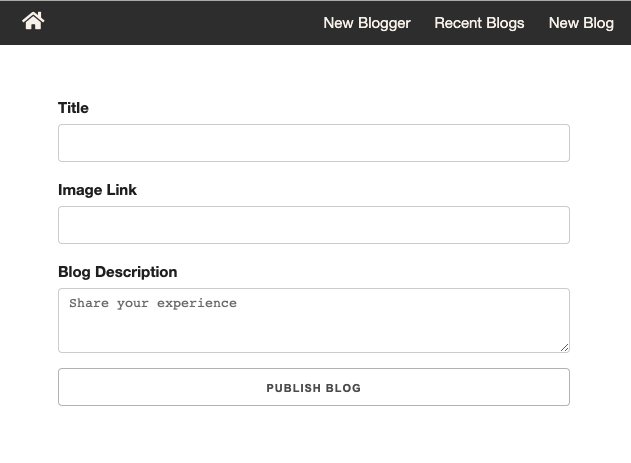 New Blogger Recent Blogs New Blog
Title
Image Link
Blog Description
Share your experience
PUBLISH BLOG